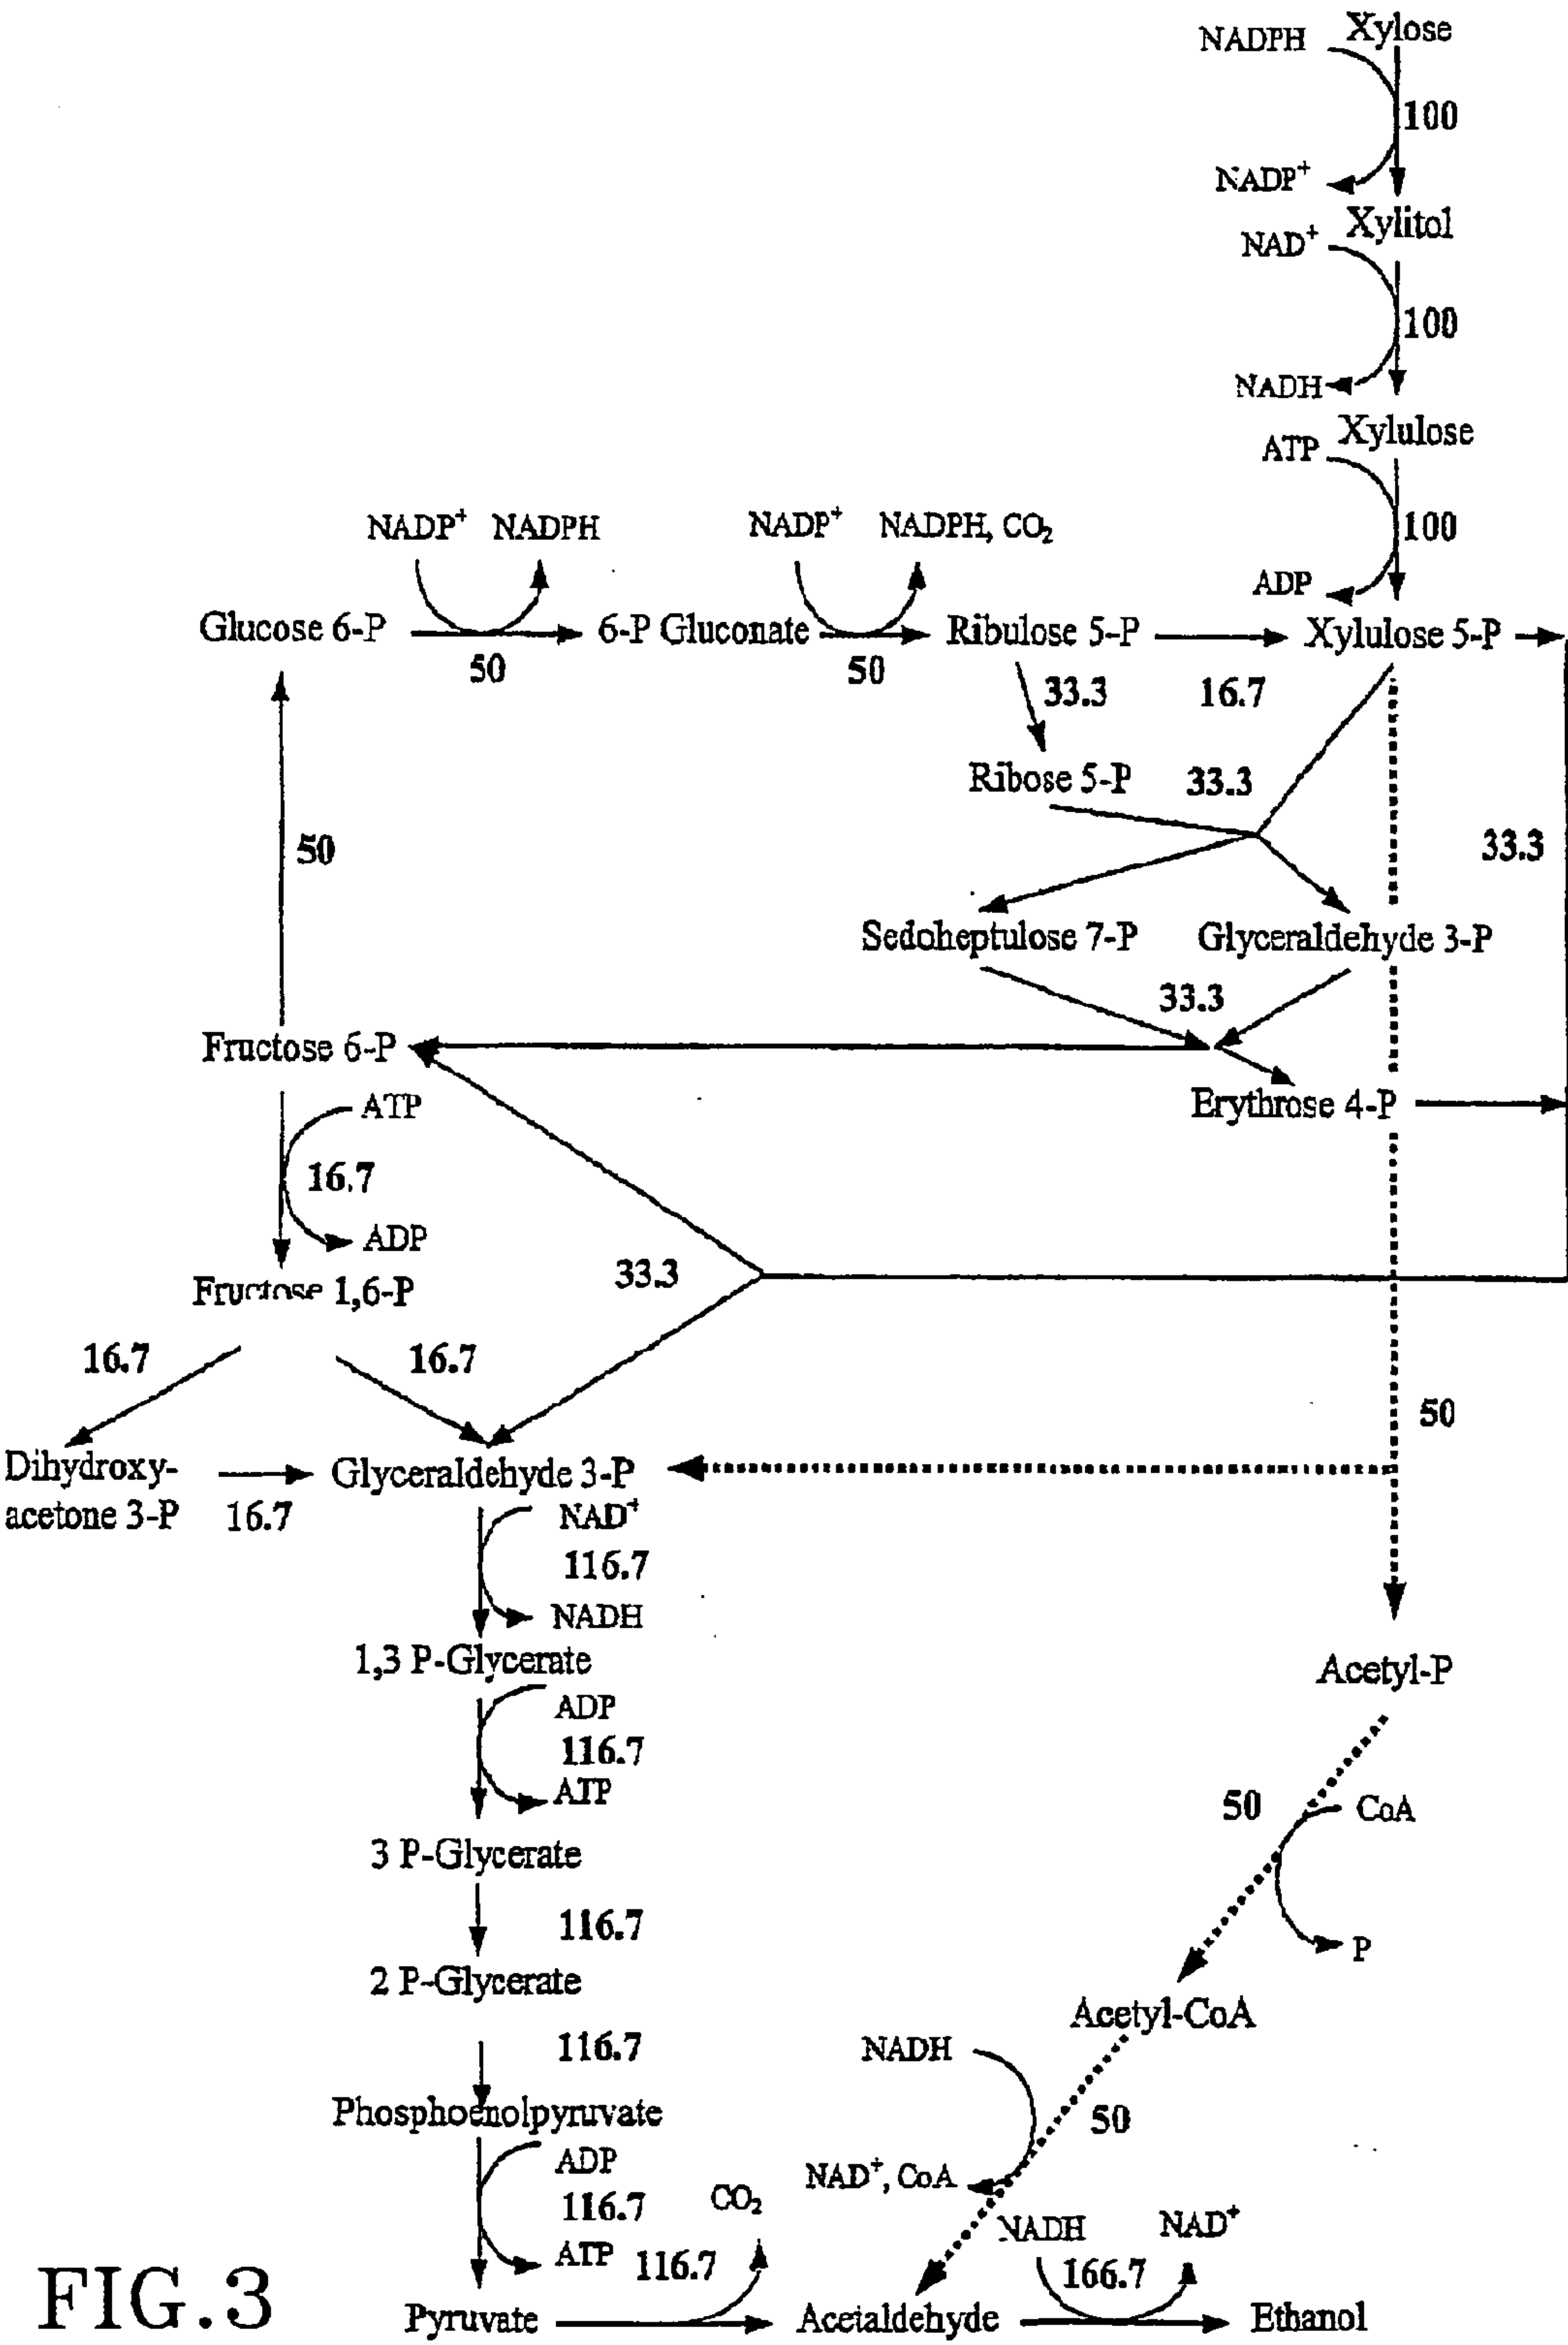 NADPH Xylose
100
NADP⁺
Xylitol
NAD⁺
100
NADH
Xylulose
ATP
100
ADP
NADP⁺ NADPH NADP⁺ NADPH, CO₂
Glucose 6-P 6-P Gluconate Ribulose 5-P Xylulose 5-P
50 50
33.3 16.7
Ribose 5-P 33.3
50 33.3
Sedoheptulose 7-P Glyceraldehyde 3-P
33.3
Fructose 6-P
ATP Erythrose 4-P
16.7
ADP
33.3
Fructose 1,6-P
16.7 16.7
50
Dihydroxy- Glyceraldehyde 3-P
acetone 3-P 16.7 NAD⁺
116.7
NADH
1,3 P-Glycerate Acetyl-P
ADP
116.7
ATP 50 CoA
3 P-Glycerate
116.7 P
2 P-Glycerate
Acetyl-CoA
116.7 NADH
Phosphoenolpyruvate 50
ADP
116.7 CO₂ NAD⁺, CoA
ATP 116.7 NADH NAD⁺
166.7
FIG.3
Pyruvate Acetaldehyde Ethanol